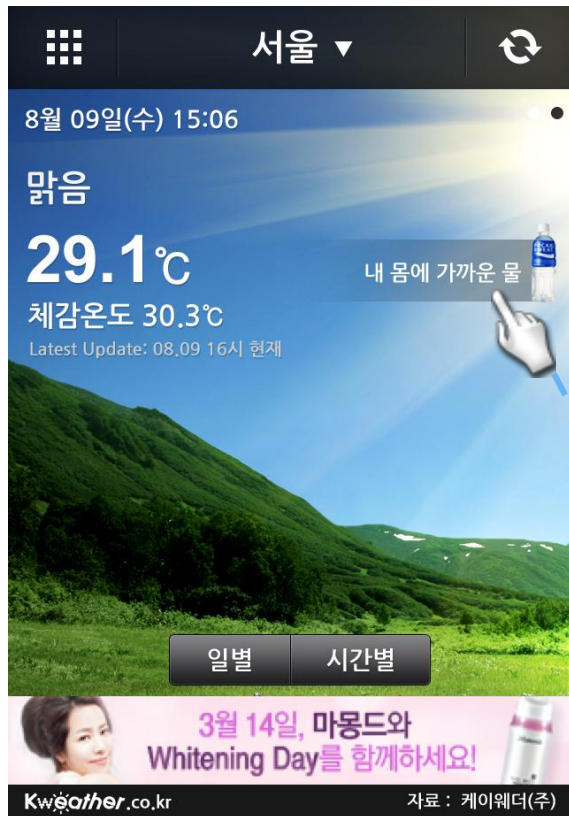 서울 ▼
8월 09일(수) 15:06
맑음
29.1℃
내 몸에 가까운 물
체감온도 30.3℃
Latest Update: 08.09 16시 현재
일별 시간별
3월 14일, 마몽드와
Whitening Day를 함께하세요!
Kweather.co.kr 자료 : 케이웨더(주)